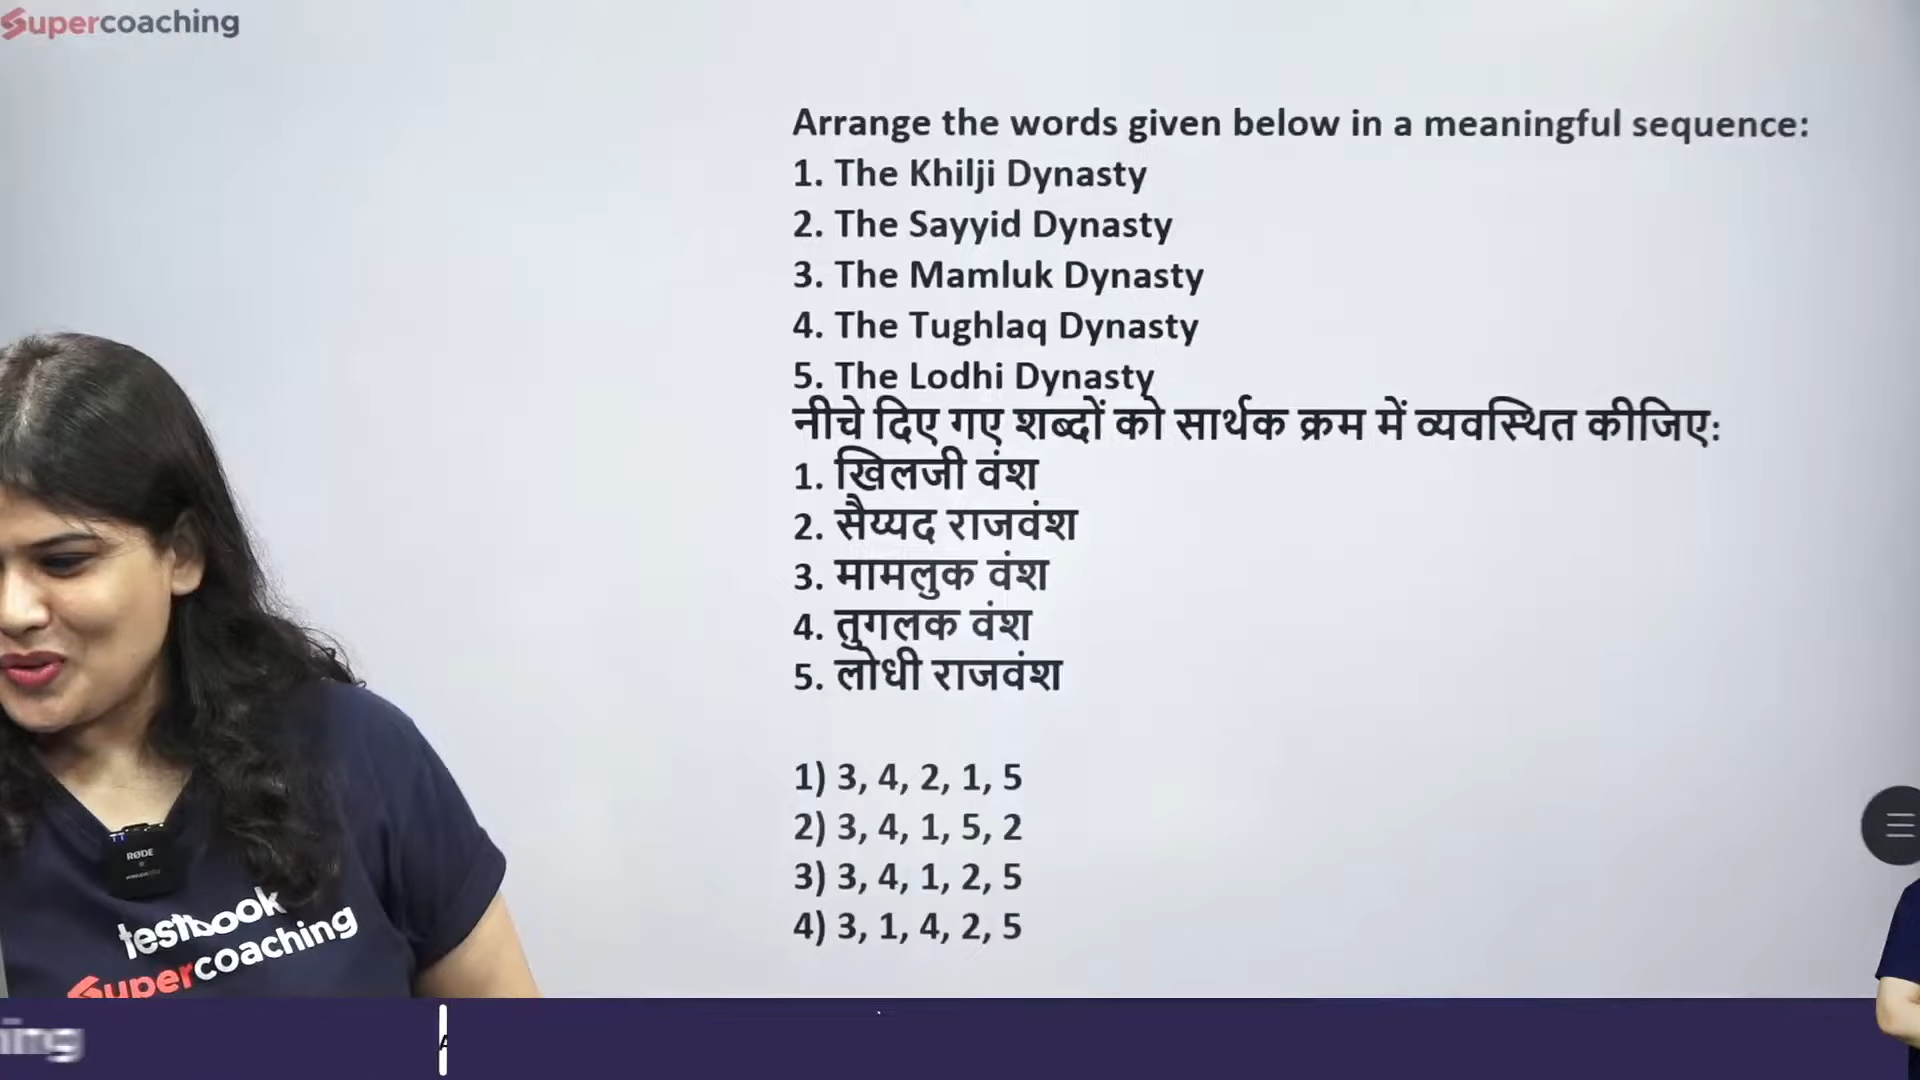 Supercoaching
Arrange the words given below in a meaningful sequence:
1. The Khilji Dynasty
2. The Sayyid Dynasty
3. The Mamluk Dynasty
4. The Tughlaq Dynasty
5. The Lodhi Dynasty
नीचे दिए गए शब्दों को सार्थक क्रम में व्यवस्थित कीजिए:
1. खिलजी वंश
2. सैय्यद राजवंश
3. मामलुक वंश
4. तुगलक वंश
5. लोधी राजवंश
1) 3, 4, 2, 1, 5
2) 3, 4, 1, 5, 2
3) 3, 4, 1, 2, 5
4) 3, 1, 4, 2, 5
RØDE
testbook
Supercoaching
ing